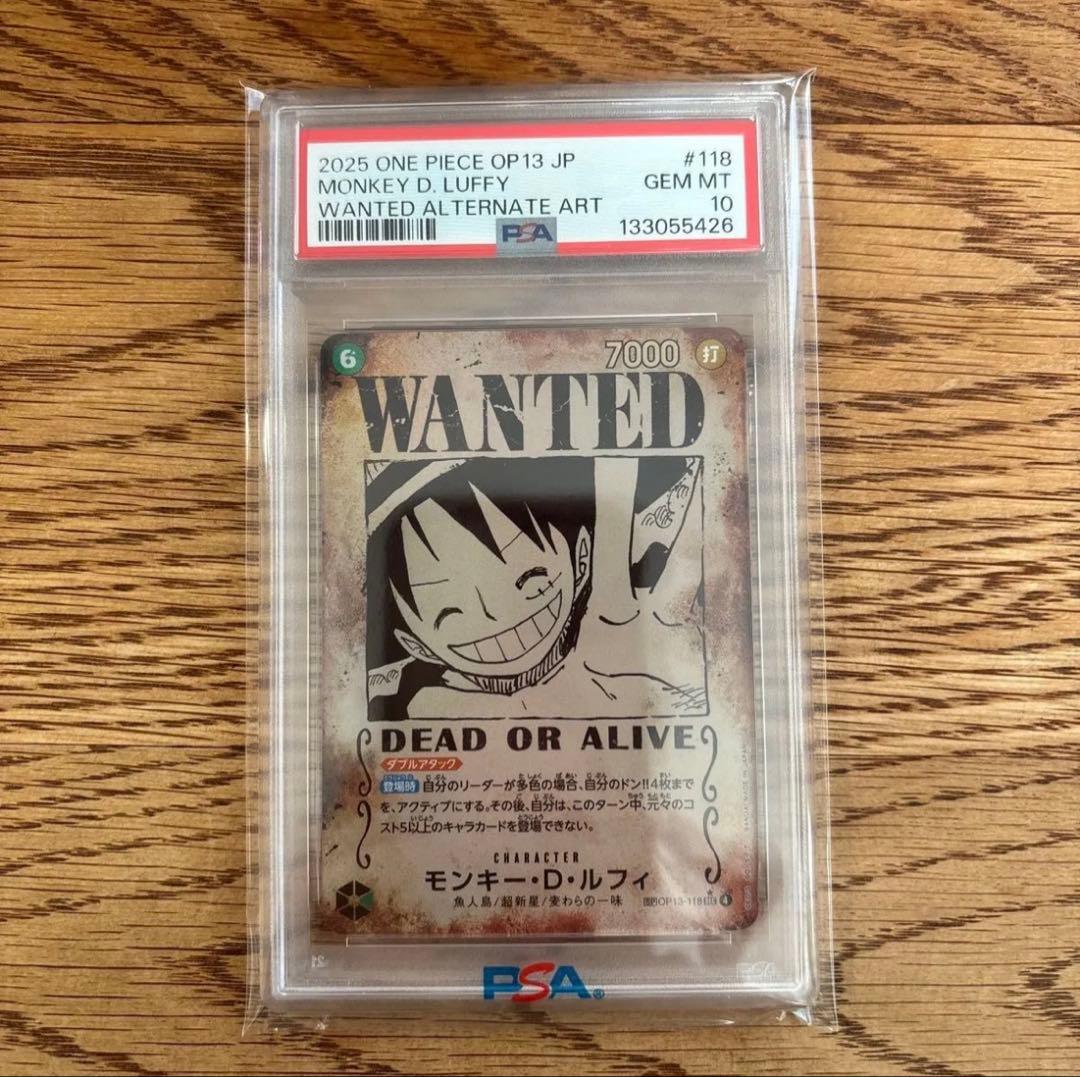 2025 ONE PIECE OP13 JP #118
MONKEY D. LUFFY GEM MT
WANTED ALTERNATE ART 10
PSA 133055426
6 7000 打
WANTED
DEAD OR ALIVE
ダブルアタック
登場時 自分のリーダーが多色の場合、自分のドン!!4枚まで
を、アクティブにする。その後、自分は、このターン中、元々のコ
スト5以上のキャラカードを登場できない。
CHARACTER
モンキー・D・ルフィ
魚人島/超新星/麦わらの一味 OP13-118 4
PSA®